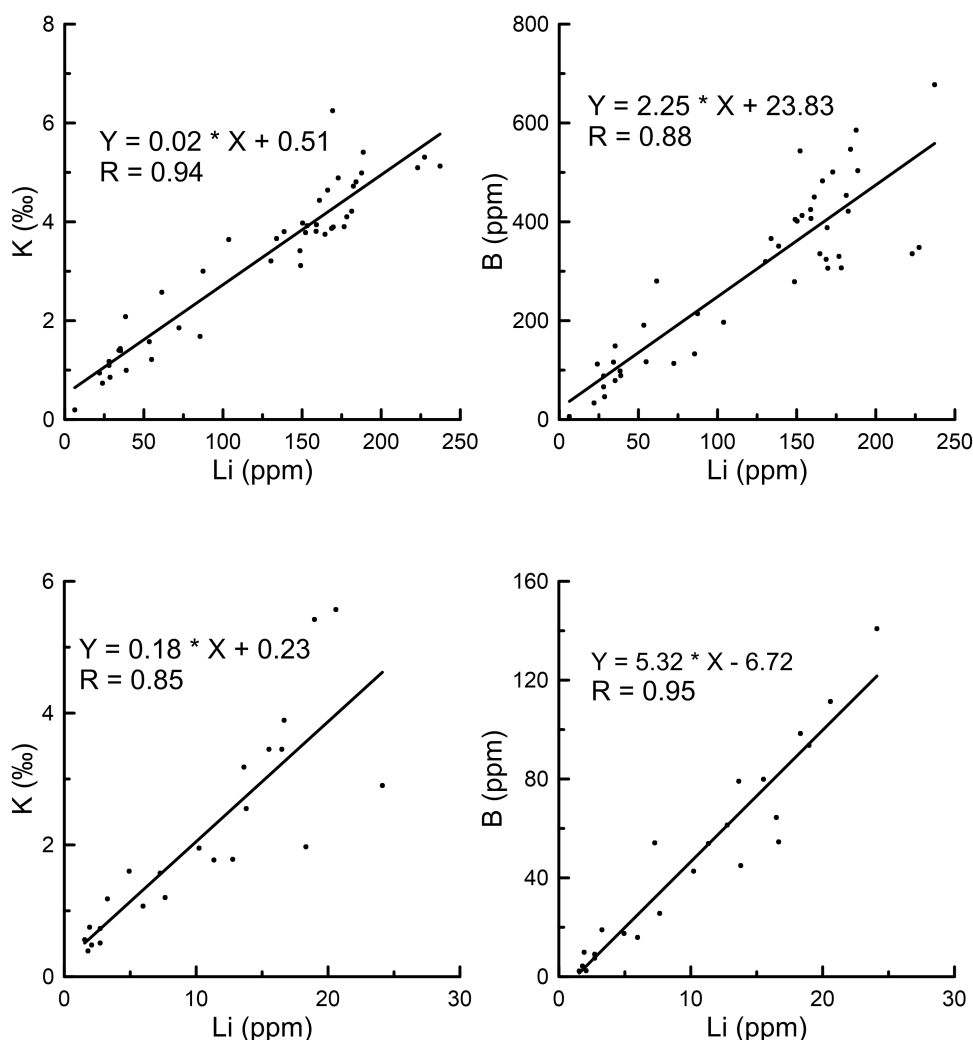 8
6
4
2
0
K (‰)
Y = 0.02 * X + 0.51
R = 0.94
0 50 100 150 200 250
Li (ppm)
800
600
400
200
0
B (ppm)
Y = 2.25 * X + 23.83
R = 0.88
0 50 100 150 200 250
Li (ppm)
6
4
2
0
K (‰)
Y = 0.18 * X + 0.23
R = 0.85
0 10 20 30
Li (ppm)
160
120
80
40
0
B (ppm)
Y = 5.32 * X - 6.72
R = 0.95
0 10 20 30
Li (ppm)